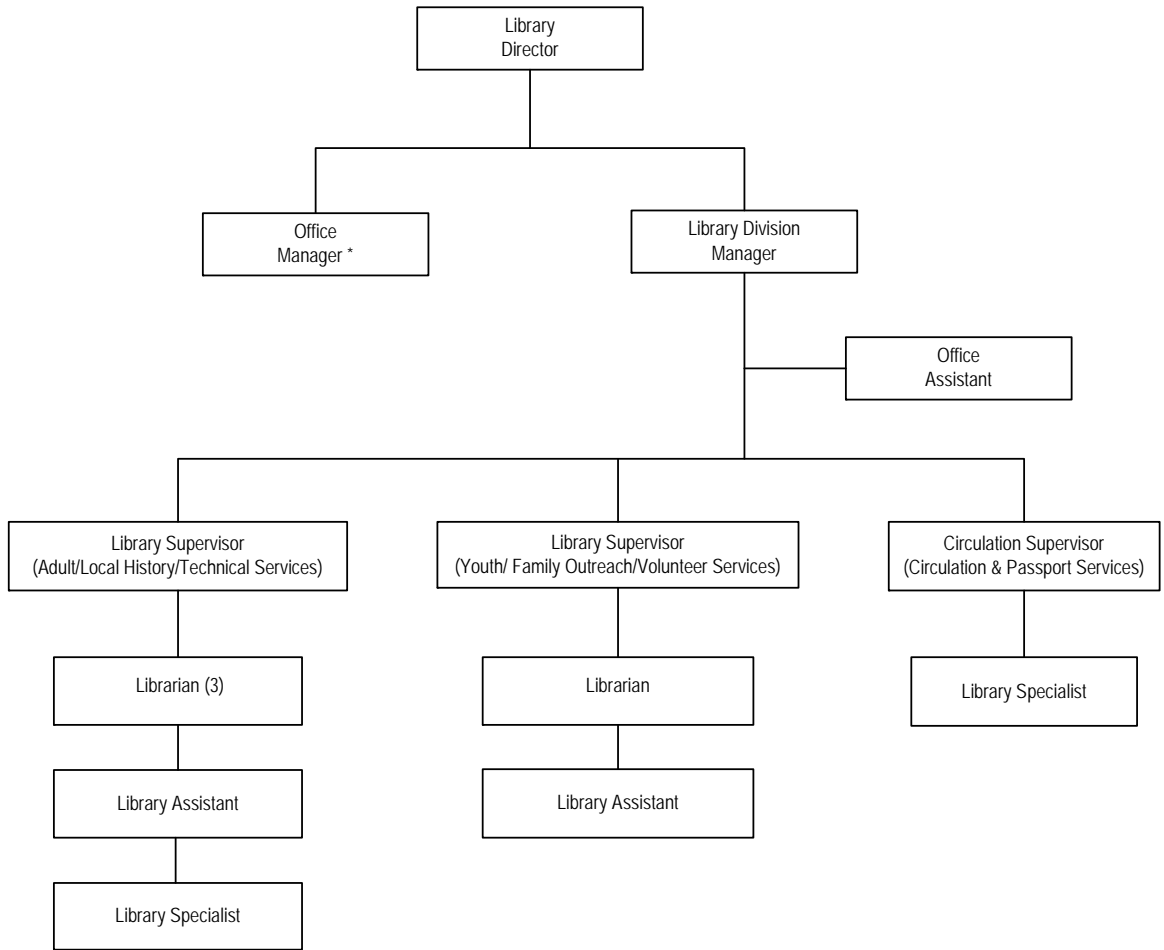 Library
Director
Office
Manager *
Library Division
Manager
Office
Assistant
Library Supervisor
(Adult/Local History/Technical Services)
Library Supervisor
(Youth/ Family Outreach/Volunteer Services)
Circulation Supervisor
(Circulation & Passport Services)
Librarian (3)
Librarian
Library Specialist
Library Assistant
Library Assistant
Library Specialist